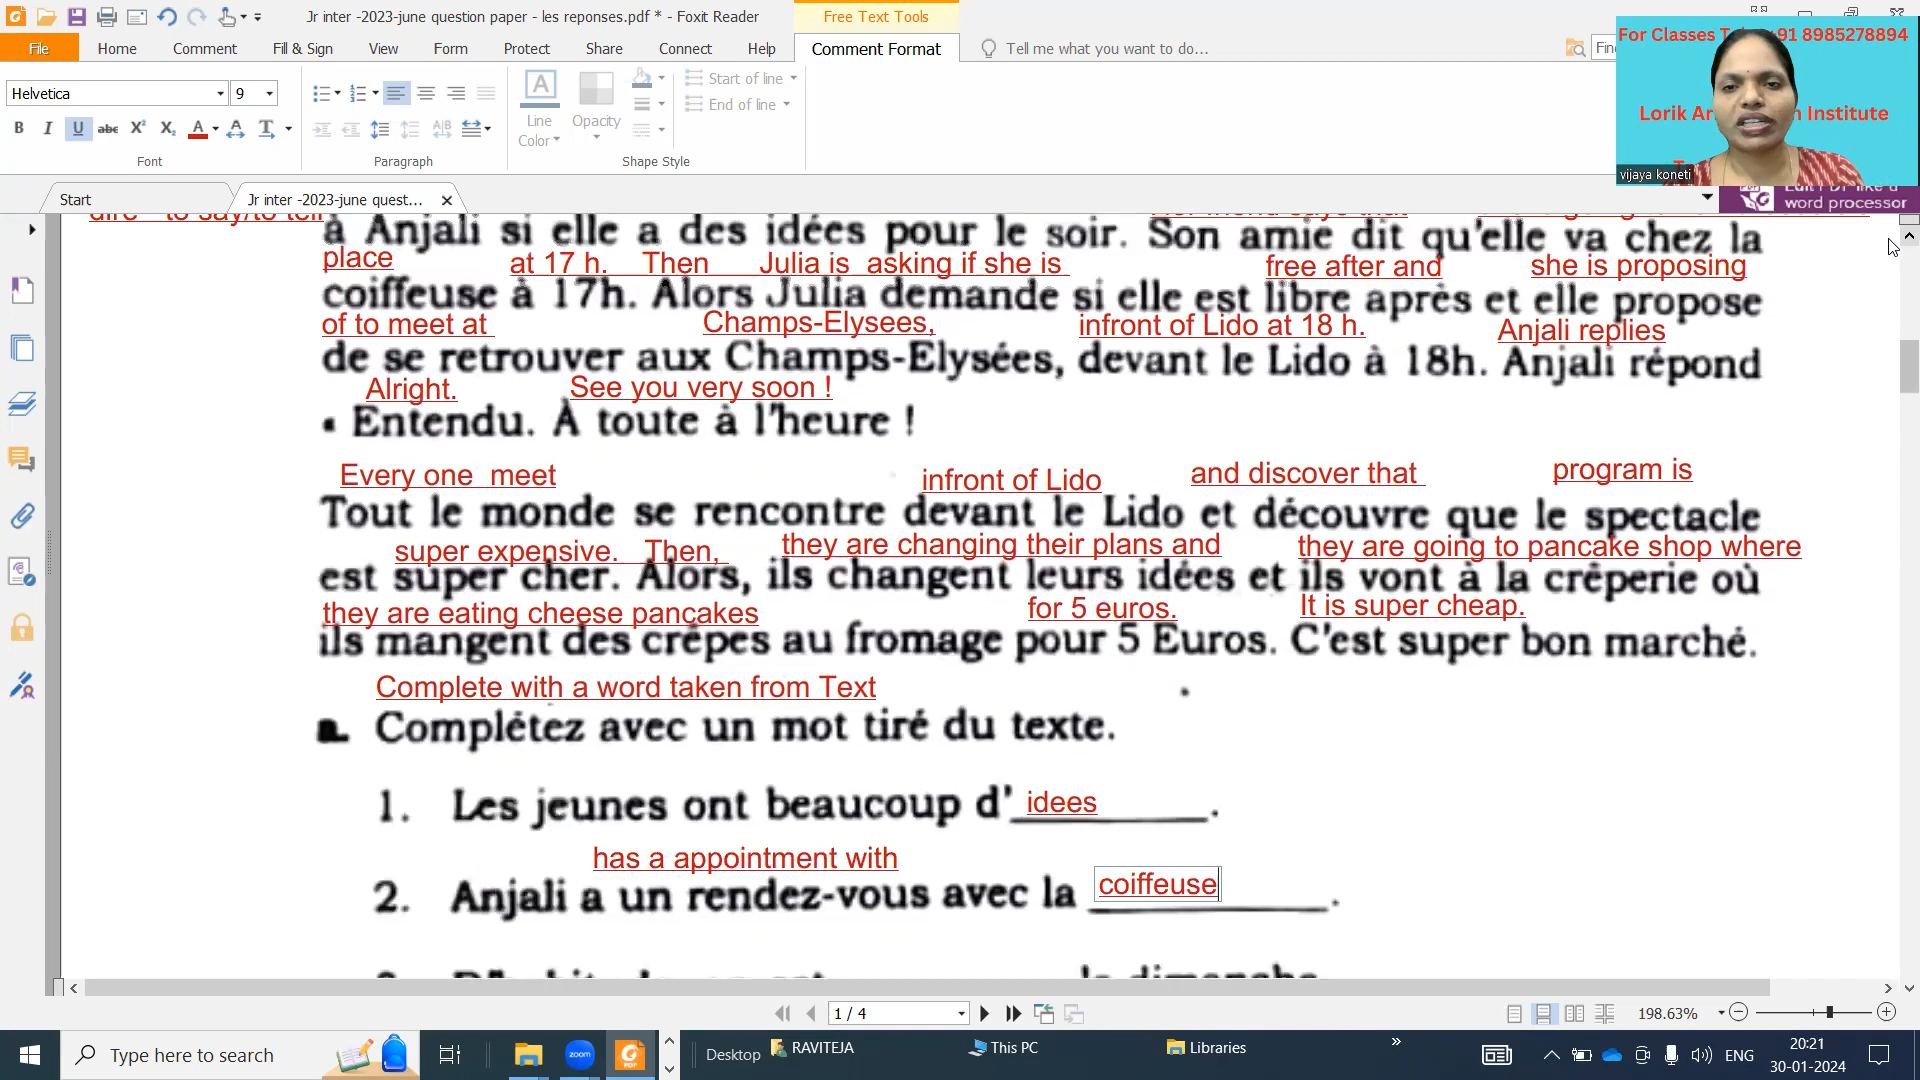 Jr inter -2023-june question paper - les reponses.pdf * - Foxit Reader
Free Text Tools
File Home Comment Fill & Sign View Form Protect Share Connect Help Comment Format Tell me what you want to do...
Helvetica 9
Line Color
Opacity
Start of line
End of line
Font Paragraph Shape Style
For Classes +91 8985278894
Institute
vijaya koneti
word processor
Start Jr inter -2023-june quest...
dire to say/to tell
à Anjali si elle a des idées pour le soir. Son amie dit qu'elle va chez la
place at 17 h. Then Julia is asking if she is free after and she is proposing
coiffeuse à 17h. Alors Julia demande si elle est libre après et elle propose
of to meet at Champs-Elysees, infront of Lido at 18 h. Anjali replies
de se retrouver aux Champs-Elysées, devant le Lido à 18h. Anjali répond
Alright. See you very soon !
Entendu. À toute à l'heure !
Every one meet infront of Lido and discover that program is
Tout le monde se rencontre devant le Lido et découvre que le spectacle
super expensive. Then, they are changing their plans and they are going to pancake shop where
est super cher. Alors, ils changent leurs idées et ils vont à la crêperie où
they are eating cheese pancakes for 5 euros. It is super cheap.
ils mangent des crêpes au fromage pour 5 Euros. C'est super bon marché.
Complete with a word taken from Text
a. Complétez avec un mot tiré du texte.
1. Les jeunes ont beaucoup d' idees .
has a appointment with
2. Anjali a un rendez-vous avec la coiffeuse .
le dimanche
1 / 4
198.63%
Type here to search
Desktop RAVITEJA This PC Libraries
ENG
20:21
30-01-2024